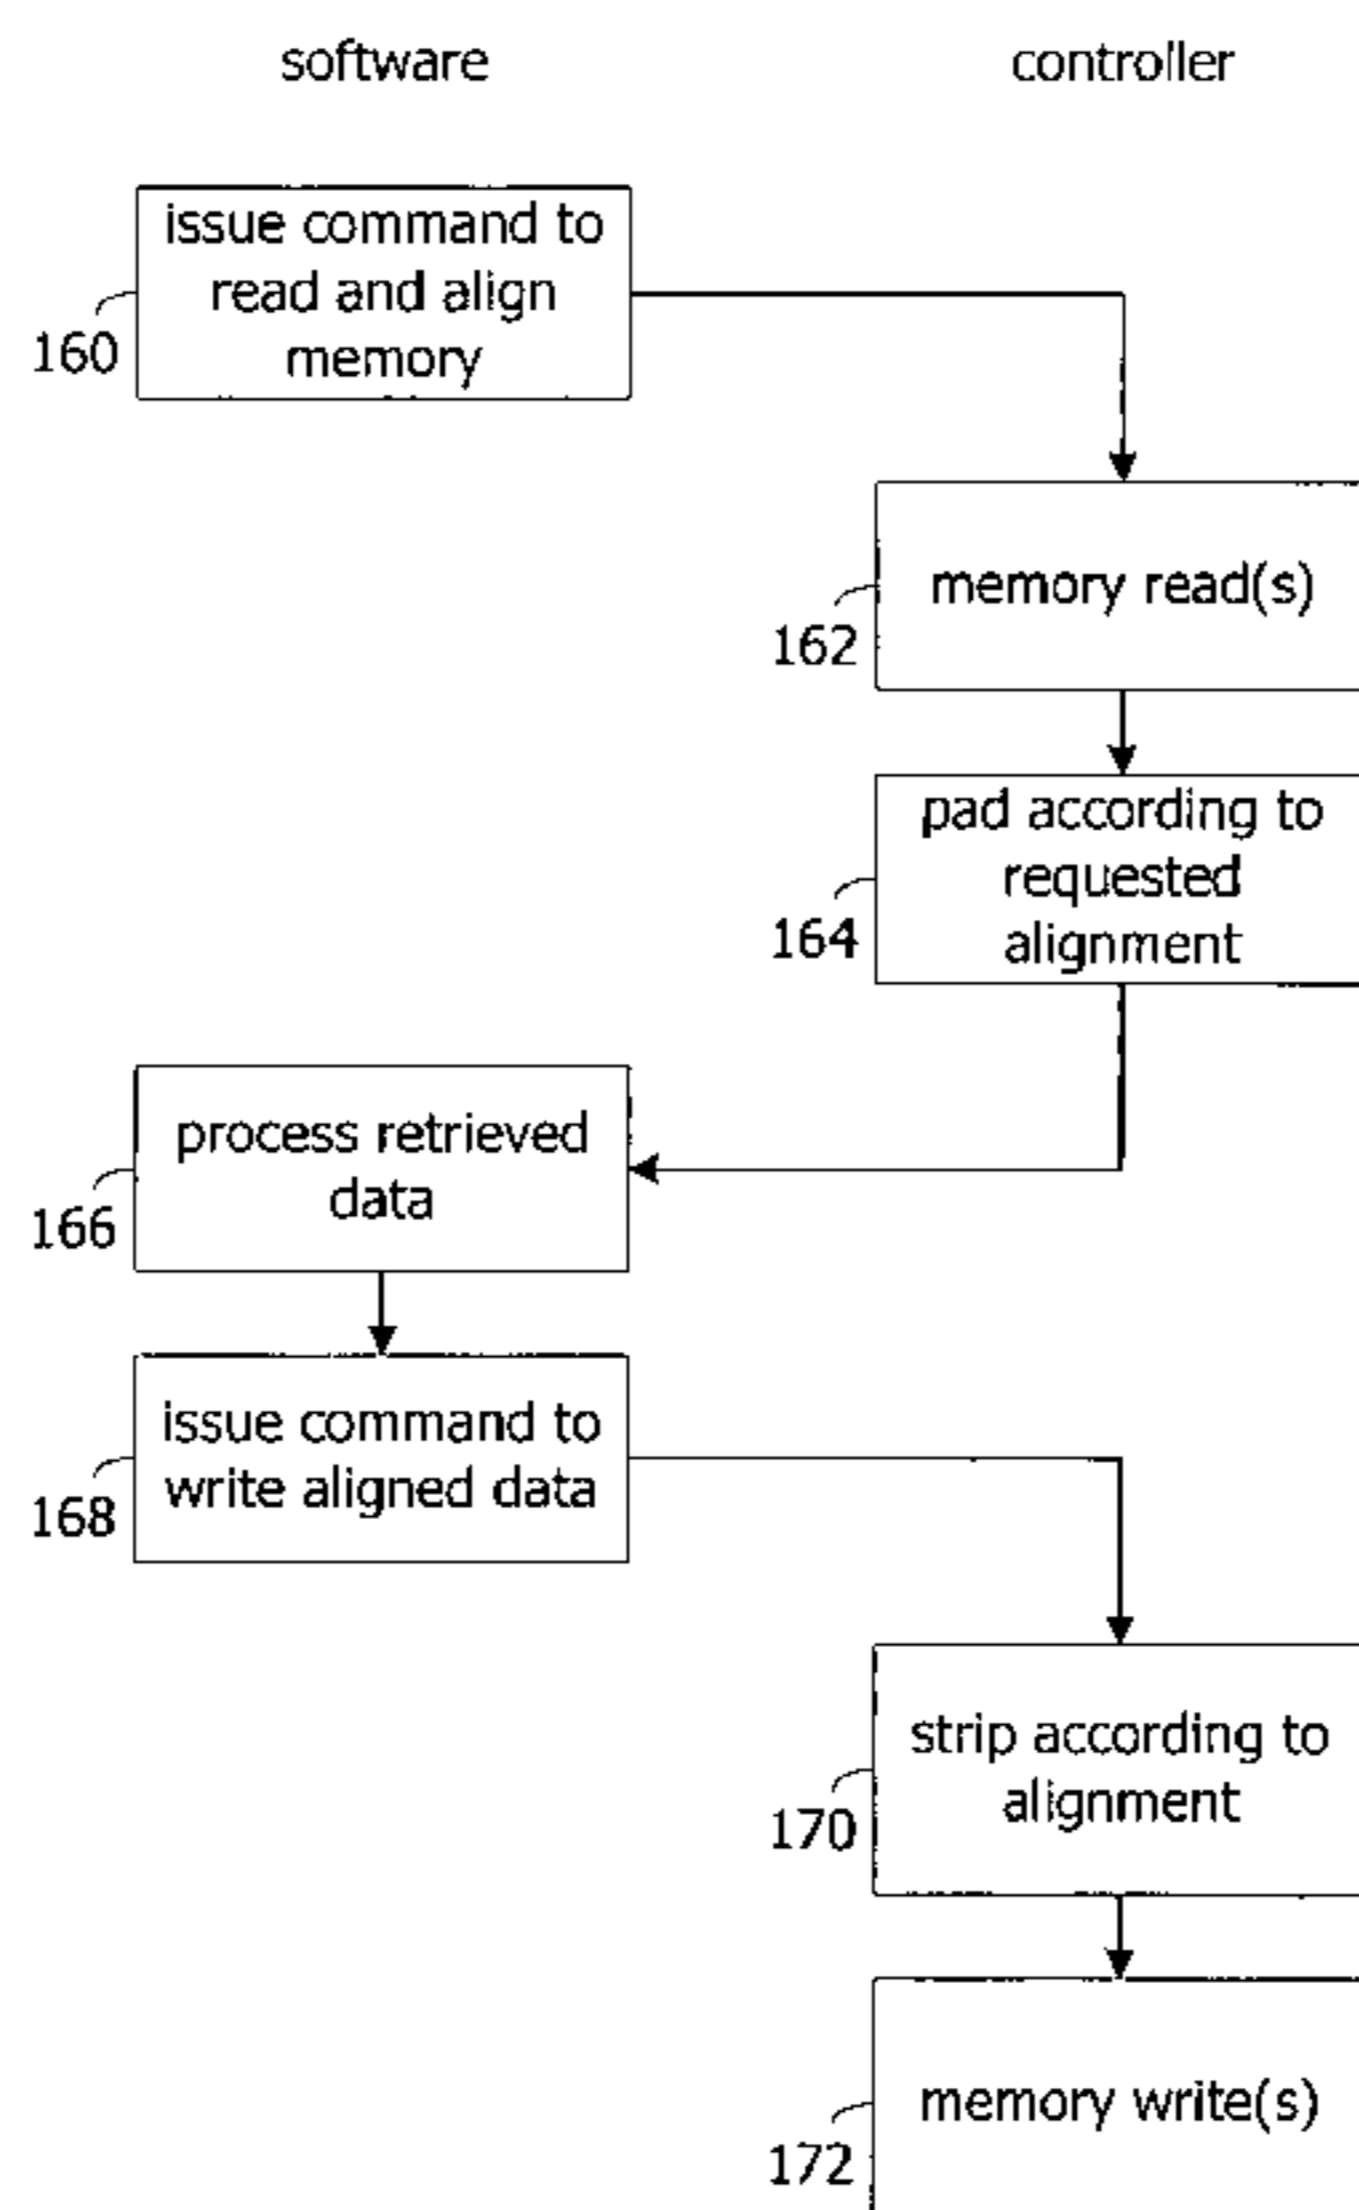 software
controller
issue command to
read and align
memory
160
memory read(s)
162
pad according to
requested
alignment
164
process retrieved
data
166
issue command to
write aligned data
168
strip according to
alignment
170
memory write(s)
172